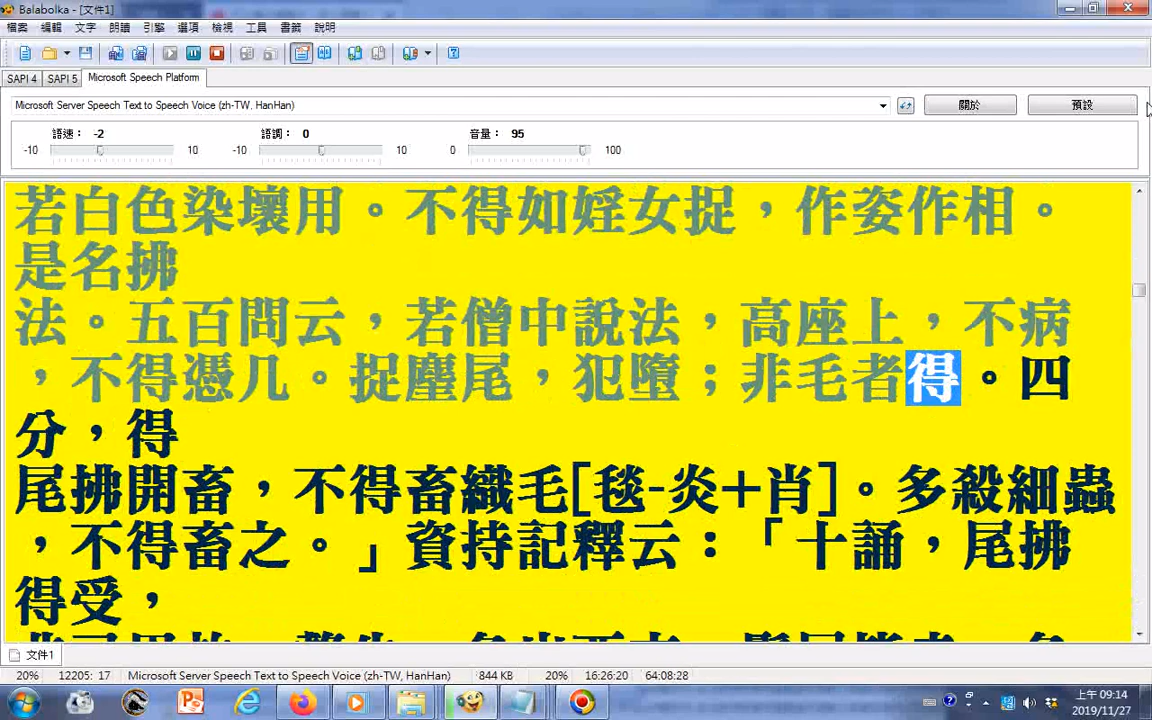 Balabolka - [文件1]
檔案 編輯 文字 朗讀 引擎 選項 檢視 工具 書籤 說明
SAPI 4 SAPI 5 Microsoft Speech Platform
Microsoft Server Speech Text to Speech Voice (zh-TW, HanHan) 關於 預設
語速： -2 語調： 0 音量： 95
-10 10 -10 10 0 100
若白色染壞用。不得如婬女捉，作姿作相。
是名拂
法。五百問云，若僧中說法，高座上，不病
，不得憑几。捉麈尾，犯墮；非毛者得。四
分，得
尾拂開畜，不得畜織毛[毯-炎+肖]。多殺細蟲
，不得畜之。」資持記釋云：「十誦，尾拂
得受，
文件1
20% 12205: 17 Microsoft Server Speech Text to Speech Voice (zh-TW, HanHan) 844 KB 20% 16:26:20 64:08:28
上午 09:14
2019/11/27